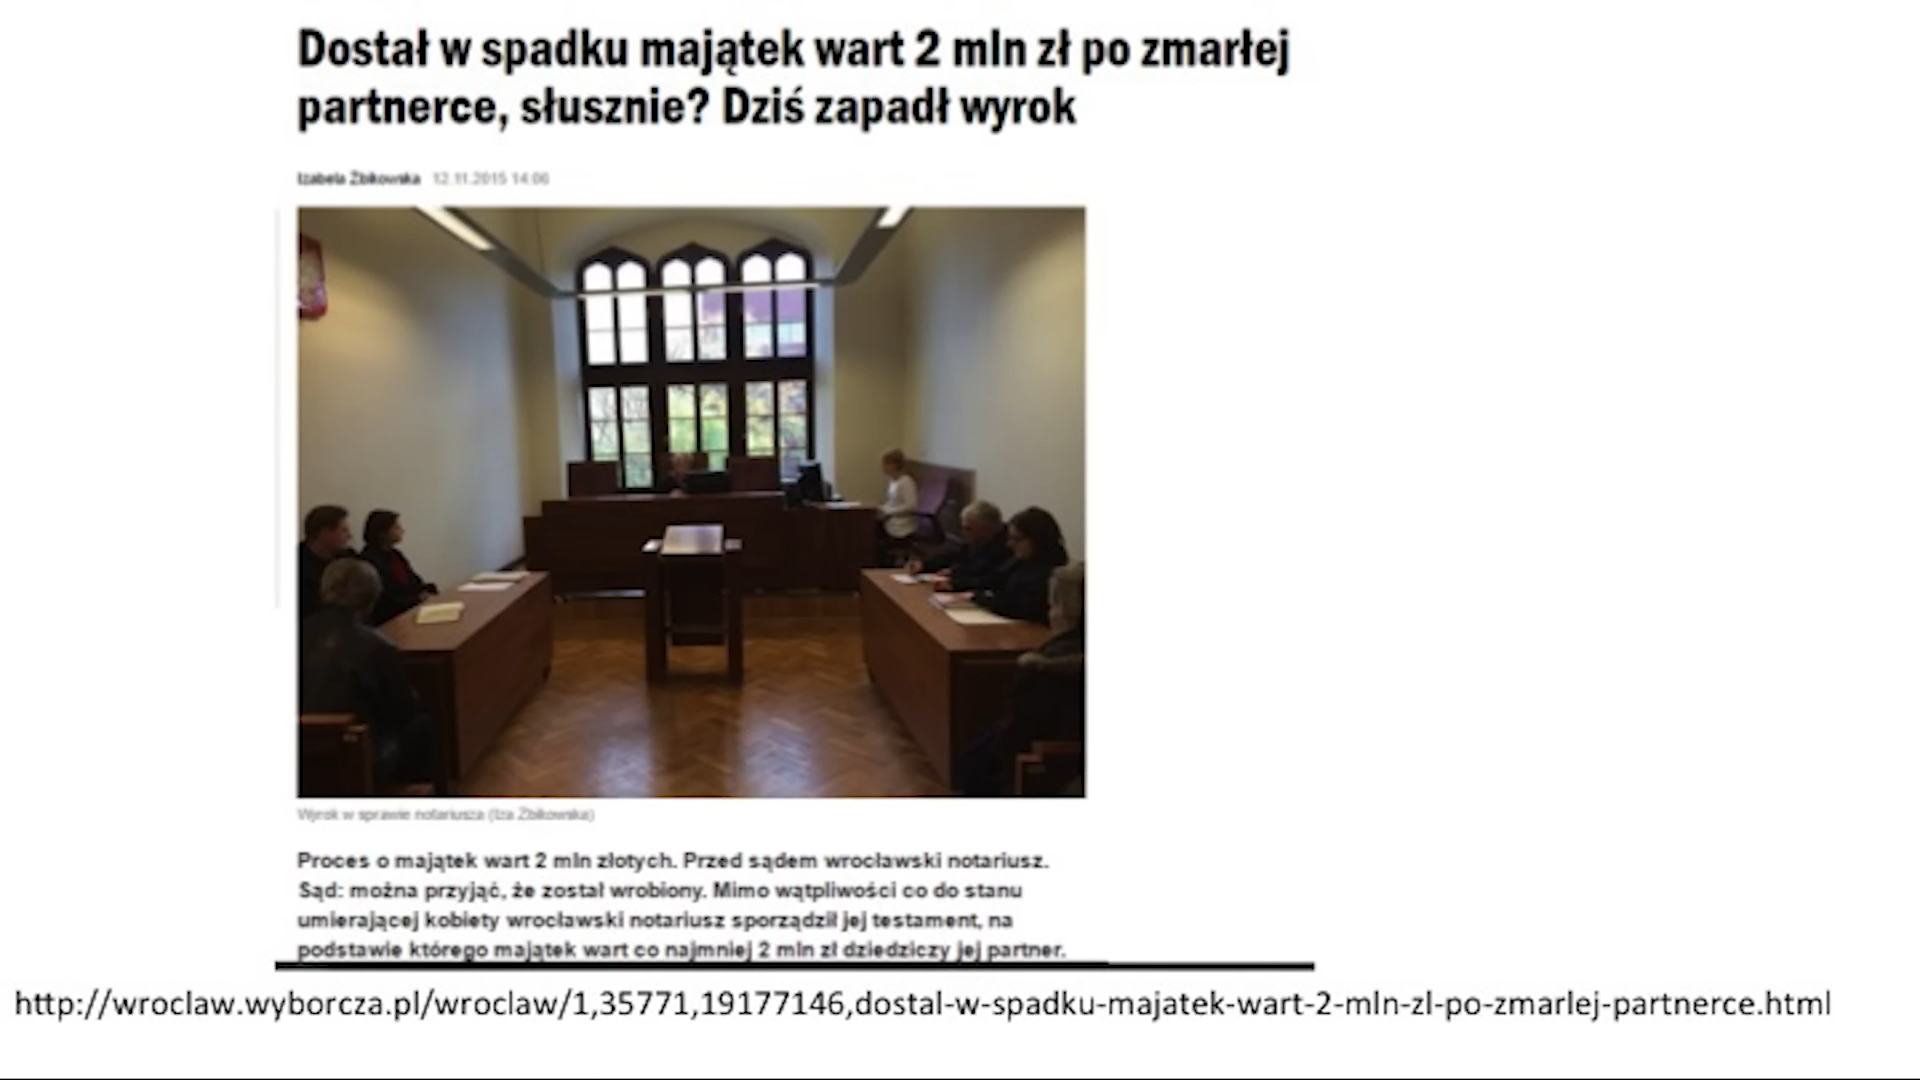 Dostał w spadku majątek wart 2 mln zł po zmarłej
partnerce, słusznie? Dziś zapadł wyrok
Izabela Żbikowska 12.11.2015 14:06
Wyrok w sprawie notariusza (Iza Żbikowska)
Proces o majątek wart 2 mln złotych. Przed sądem wrocławski notariusz.
Sąd: można przyjąć, że został wrobiony. Mimo wątpliwości co do stanu
umierającej kobiety wrocławski notariusz sporządził jej testament, na
podstawie którego majątek wart co najmniej 2 mln zł dziedziczy jej partner.
http://wroclaw.wyborcza.pl/wroclaw/1,35771,19177146,dostal-w-spadku-majatek-wart-2-mln-zl-po-zmarlej-partnerce.html